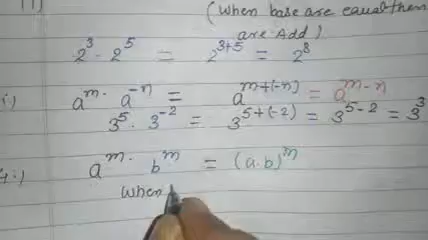 (When base are equal then
are Add)
2³ · 2⁵ = 2³⁺⁵ = 2⁸
i) aᵐ · a⁻ⁿ = aᵐ⁺⁽⁻ⁿ⁾ = aᵐ⁻ⁿ
3⁵ · 3⁻² = 3⁵⁺⁽⁻²⁾ = 3⁵⁻² = 3³
4:) aᵐ · bᵐ = (a·b)ᵐ
When